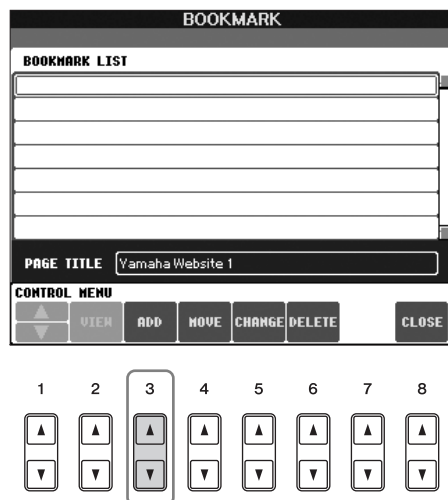 BOOKMARK
BOOKMARK LIST
PAGE TITLE Yamaha Website 1
CONTROL MENU
VIEW ADD MOVE CHANGE DELETE CLOSE
1 2 3 4 5 6 7 8